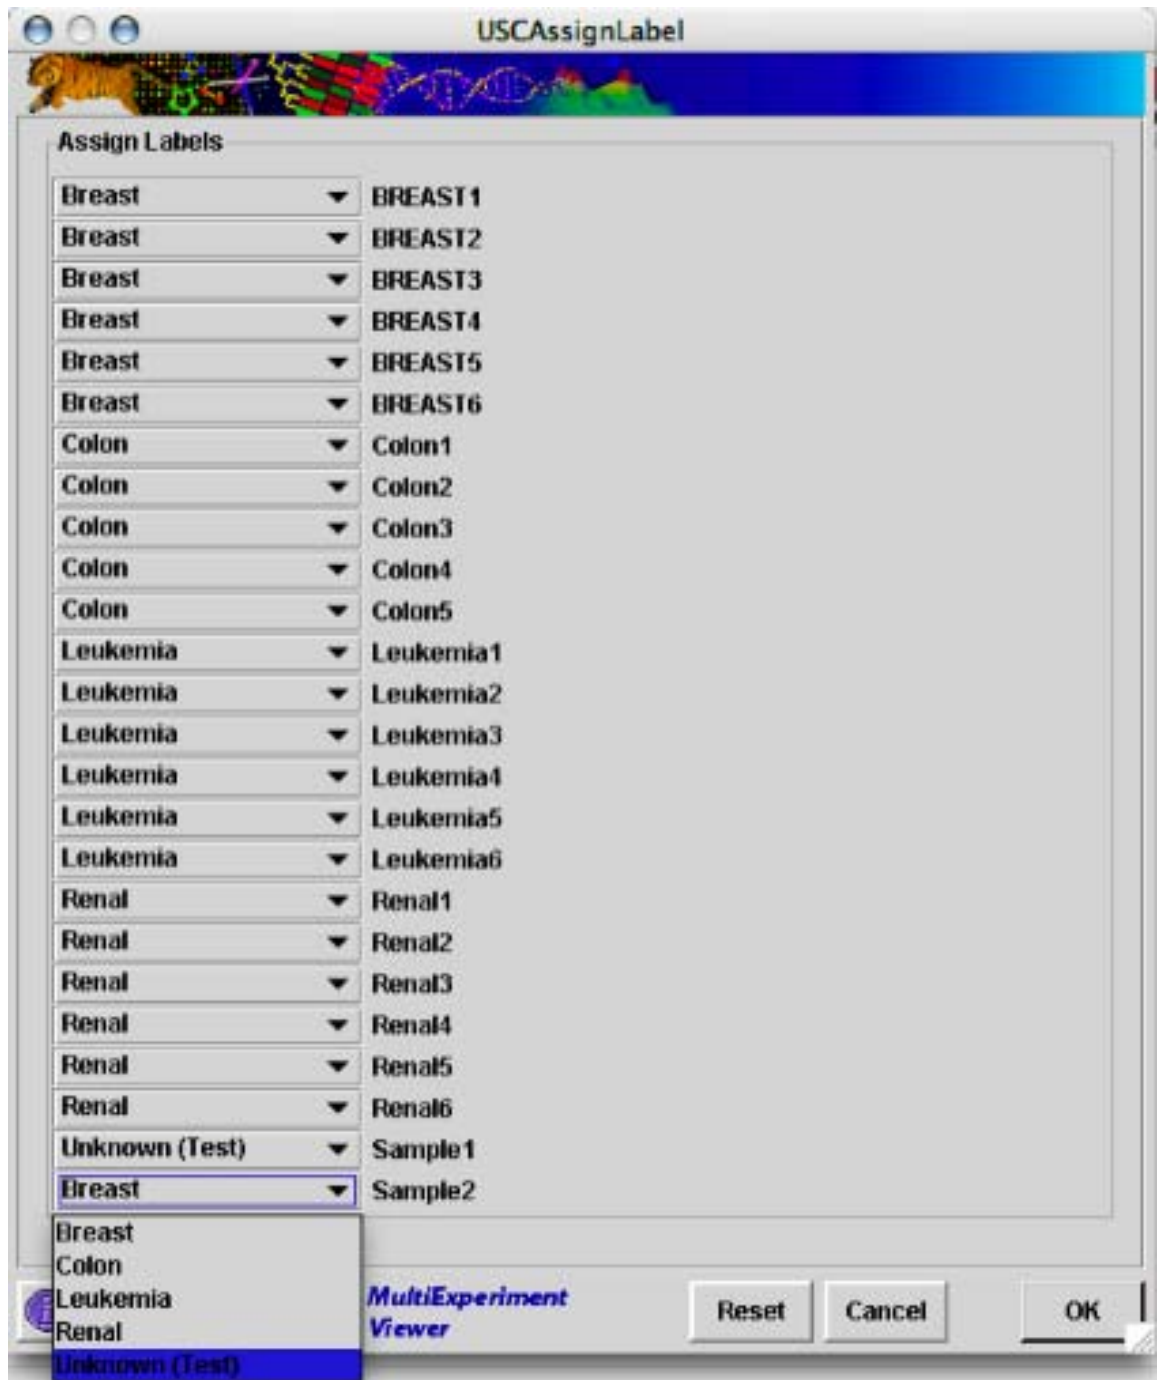 USCAssignLabel
Assign Labels
Breast BREAST1
Breast BREAST2
Breast BREAST3
Breast BREAST4
Breast BREAST5
Breast BREAST6
Colon Colon1
Colon Colon2
Colon Colon3
Colon Colon4
Colon Colon5
Leukemia Leukemia1
Leukemia Leukemia2
Leukemia Leukemia3
Leukemia Leukemia4
Leukemia Leukemia5
Leukemia Leukemia6
Renal Renal1
Renal Renal2
Renal Renal3
Renal Renal4
Renal Renal5
Renal Renal6
Unknown (Test) Sample1
Breast Sample2
Breast
Colon
Leukemia
Renal
Unknown (Test)
MultiExperiment
Viewer
Reset Cancel OK